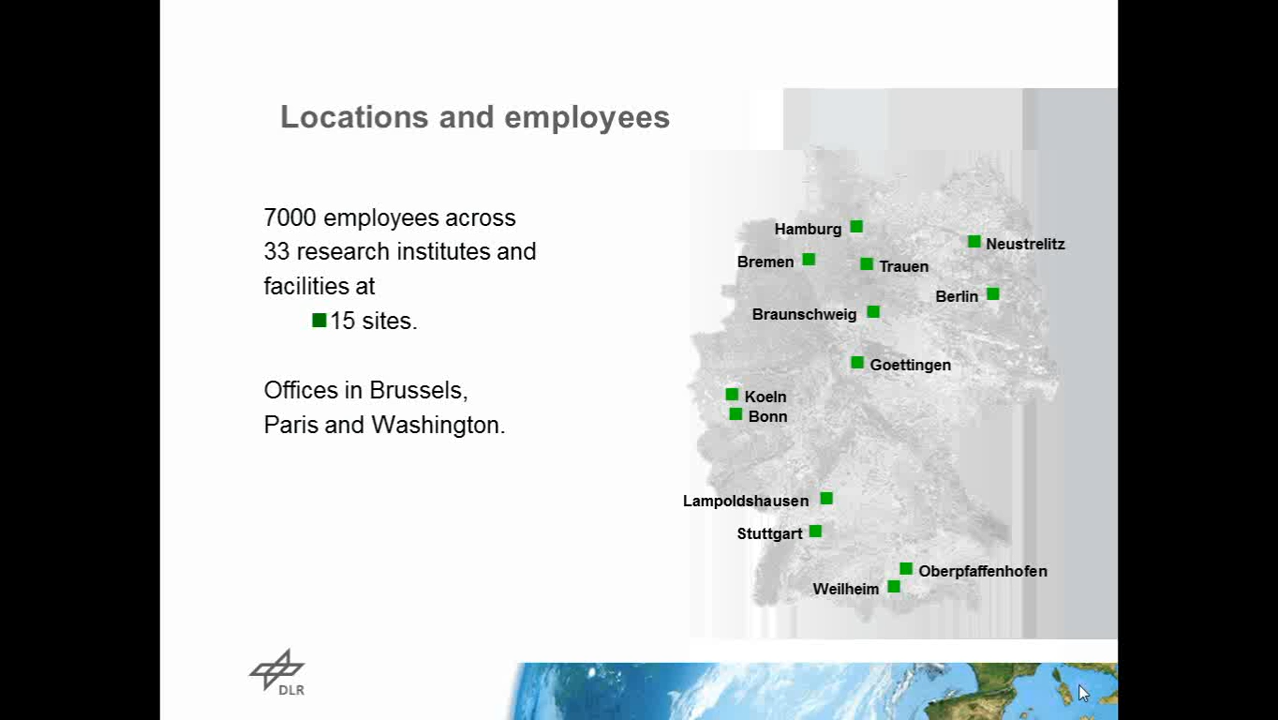 Locations and employees
7000 employees across
33 research institutes and
facilities at
15 sites.
Offices in Brussels,
Paris and Washington.
Hamburg
Neustrelitz
Bremen
Trauen
Berlin
Braunschweig
Goettingen
Koeln
Bonn
Lampoldshausen
Stuttgart
Oberpfaffenhofen
Weilheim
DLR